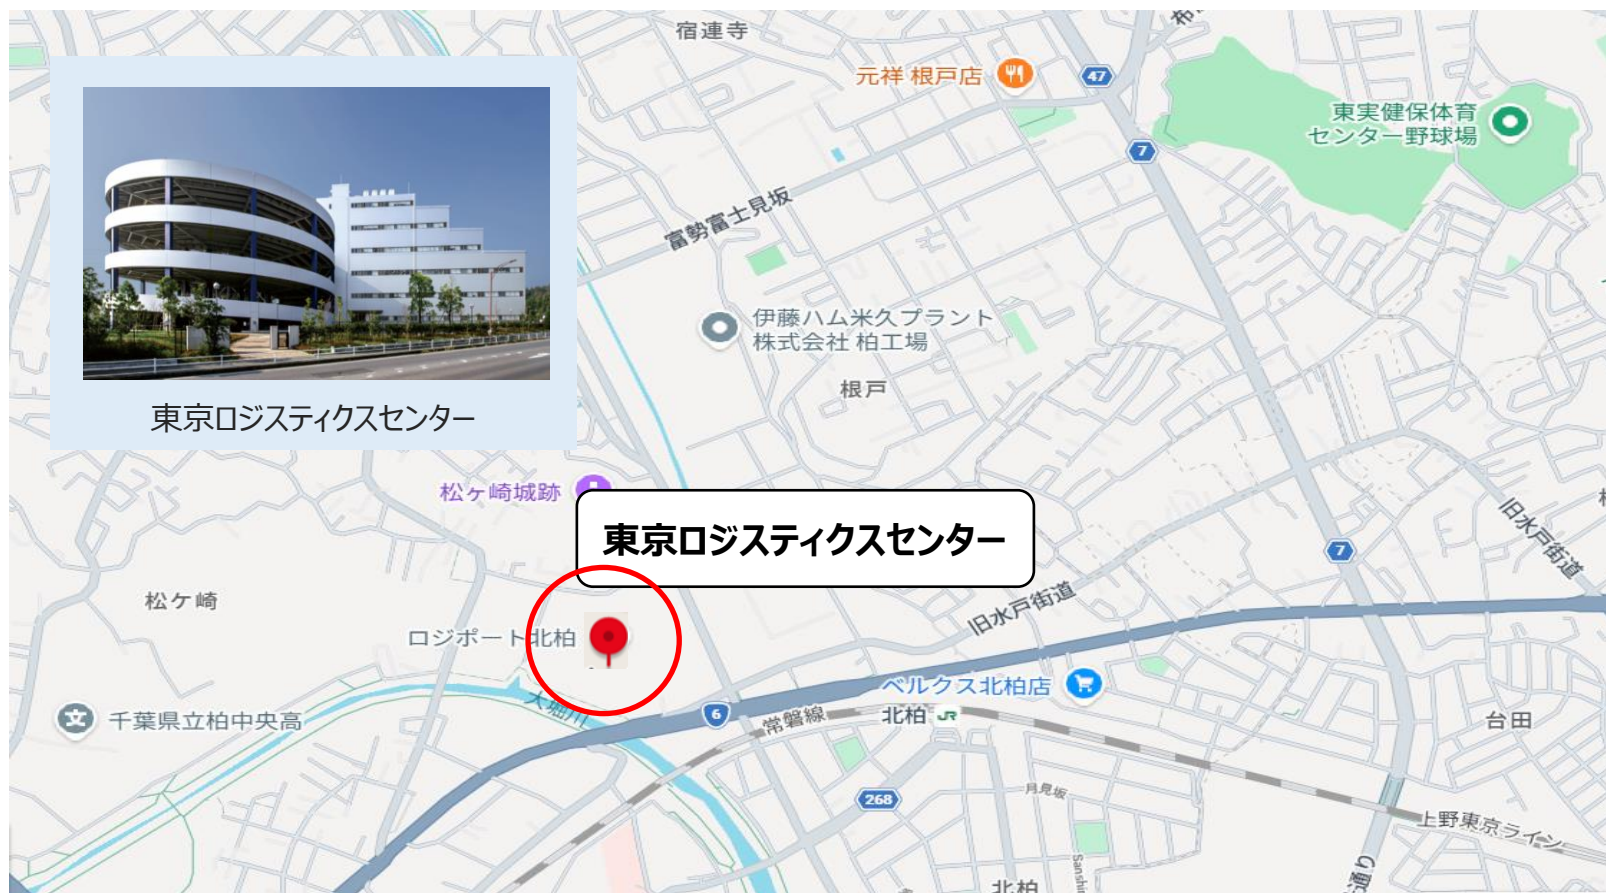 宿連寺
元祥 根戸店
47
東実健保体育
センター野球場
7
富勢富士見坂
伊藤ハム米久プラント
株式会社 柏工場
根戸
東京ロジスティクスセンター
松ヶ崎城跡
東京ロジスティクスセンター
旧水戸街道
7
松ケ崎
旧水戸街道
ロジポート北柏
大堀川
6
ベルクス北柏店
千葉県立柏中央高
常磐線
北柏
JR
台田
268
月見坂
上野東京ライン
北柏